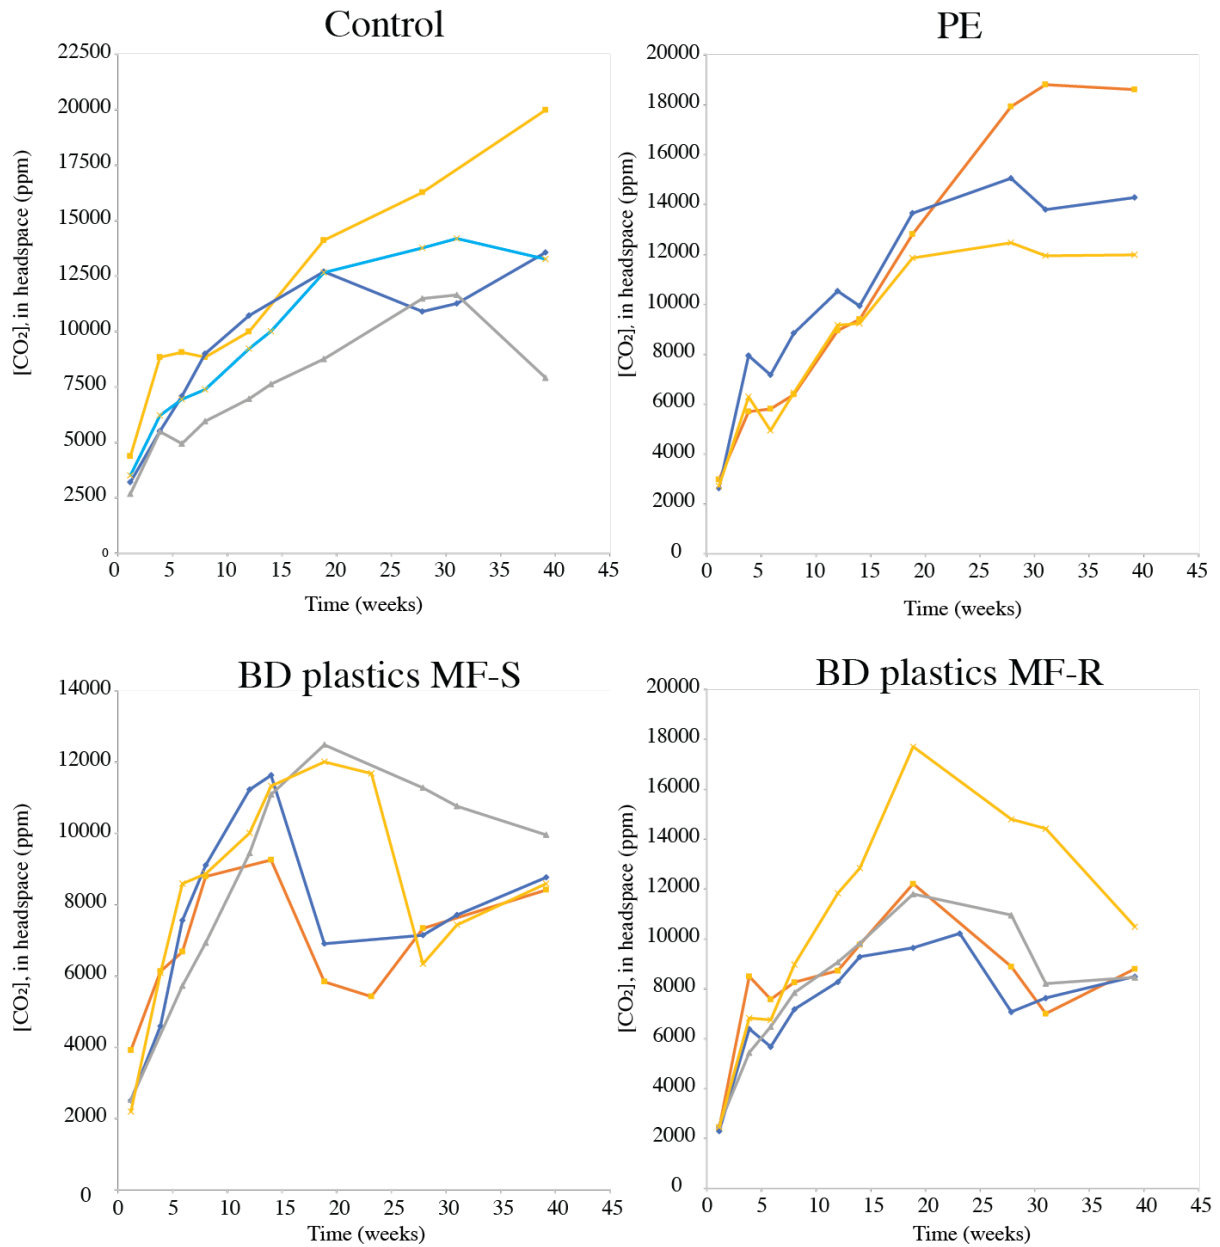 Control
22500
20000
17500
15000
12500
10000
7500
5000
2500
0
0 5 10 15 20 25 30 35 40 45
Time (weeks)
[CO₂], in headspace (ppm)
PE
20000
18000
16000
14000
12000
10000
8000
6000
4000
2000
0
0 5 10 15 20 25 30 35 40 45
Time (weeks)
[CO₂], in headspace (ppm)
BD plastics MF-S
14000
12000
10000
8000
6000
4000
2000
0
0 5 10 15 20 25 30 35 40 45
Time (weeks)
[CO₂], in headspace (ppm)
BD plastics MF-R
20000
18000
16000
14000
12000
10000
8000
6000
4000
2000
0
0 5 10 15 20 25 30 35 40 45
Time (weeks)
[CO₂], in headspace (ppm)